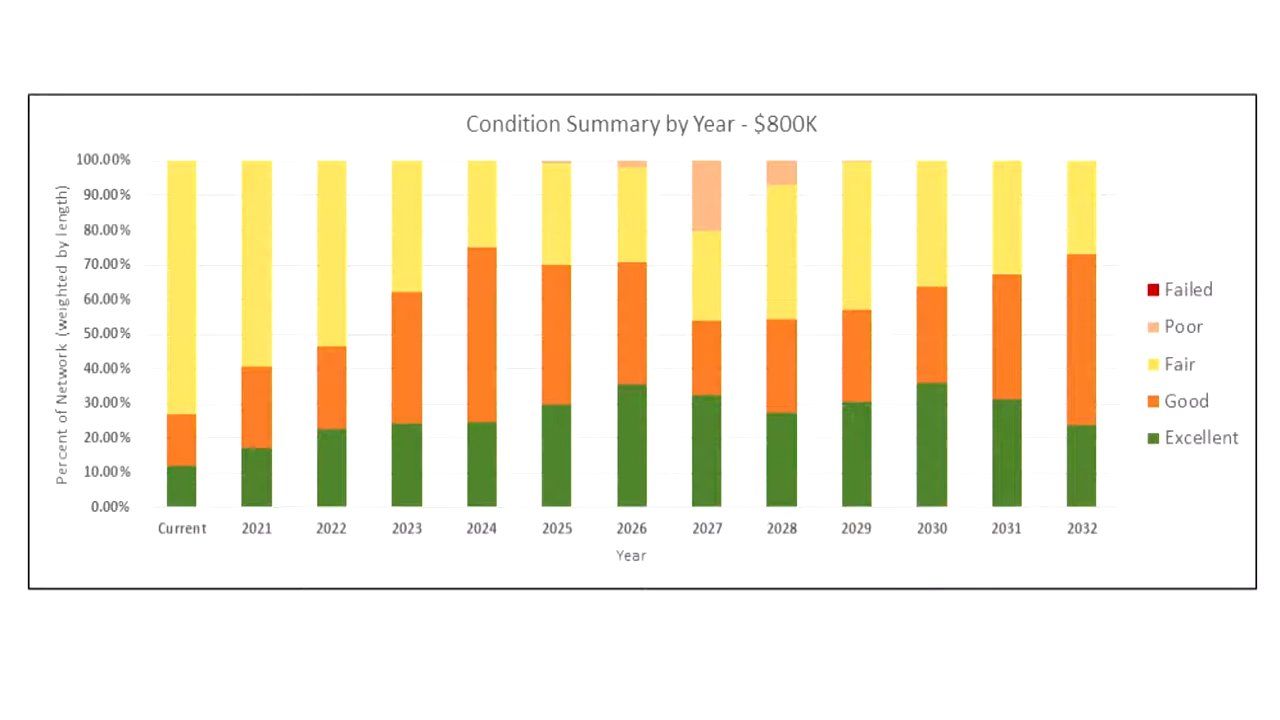 Condition Summary by Year - $800K
Percent of Network (weighted by length)
100.00%
90.00%
80.00%
70.00%
60.00%
50.00%
40.00%
30.00%
20.00%
10.00%
0.00%
Current 2021 2022 2023 2024 2025 2026 2027 2028 2029 2030 2031 2032
Year
Failed
Poor
Fair
Good
Excellent